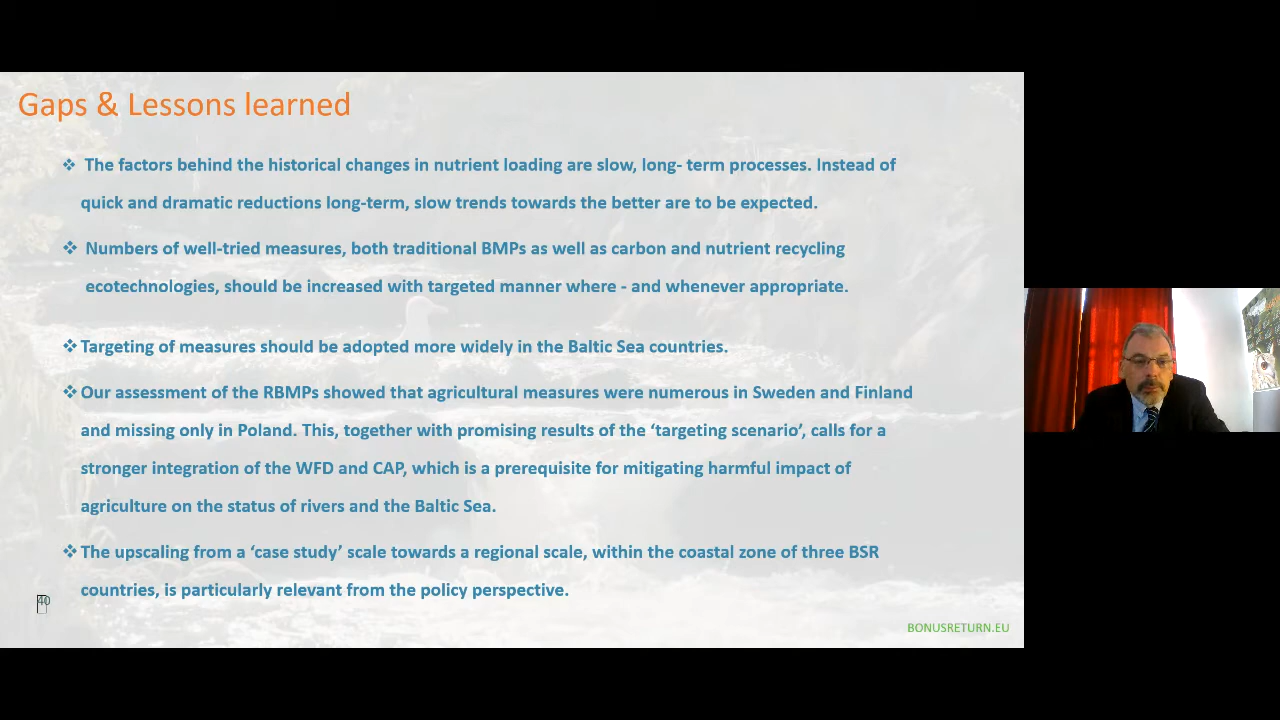 Gaps & Lessons learned
❖ The factors behind the historical changes in nutrient loading are slow, long- term processes. Instead of
quick and dramatic reductions long-term, slow trends towards the better are to be expected.
❖ Numbers of well-tried measures, both traditional BMPs as well as carbon and nutrient recycling
ecotechnologies, should be increased with targeted manner where - and whenever appropriate.
❖ Targeting of measures should be adopted more widely in the Baltic Sea countries.
❖ Our assessment of the RBMPs showed that agricultural measures were numerous in Sweden and Finland
and missing only in Poland. This, together with promising results of the ‘targeting scenario’, calls for a
stronger integration of the WFD and CAP, which is a prerequisite for mitigating harmful impact of
agriculture on the status of rivers and the Baltic Sea.
❖ The upscaling from a ‘case study’ scale towards a regional scale, within the coastal zone of three BSR
countries, is particularly relevant from the policy perspective.
40
BONUSRETURN.EU